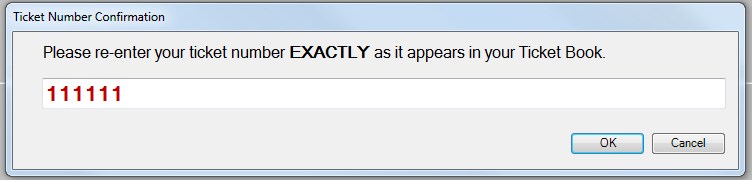 Ticket Number Confirmation
Please re-enter your ticket number EXACTLY as it appears in your Ticket Book.
111111
OK Cancel